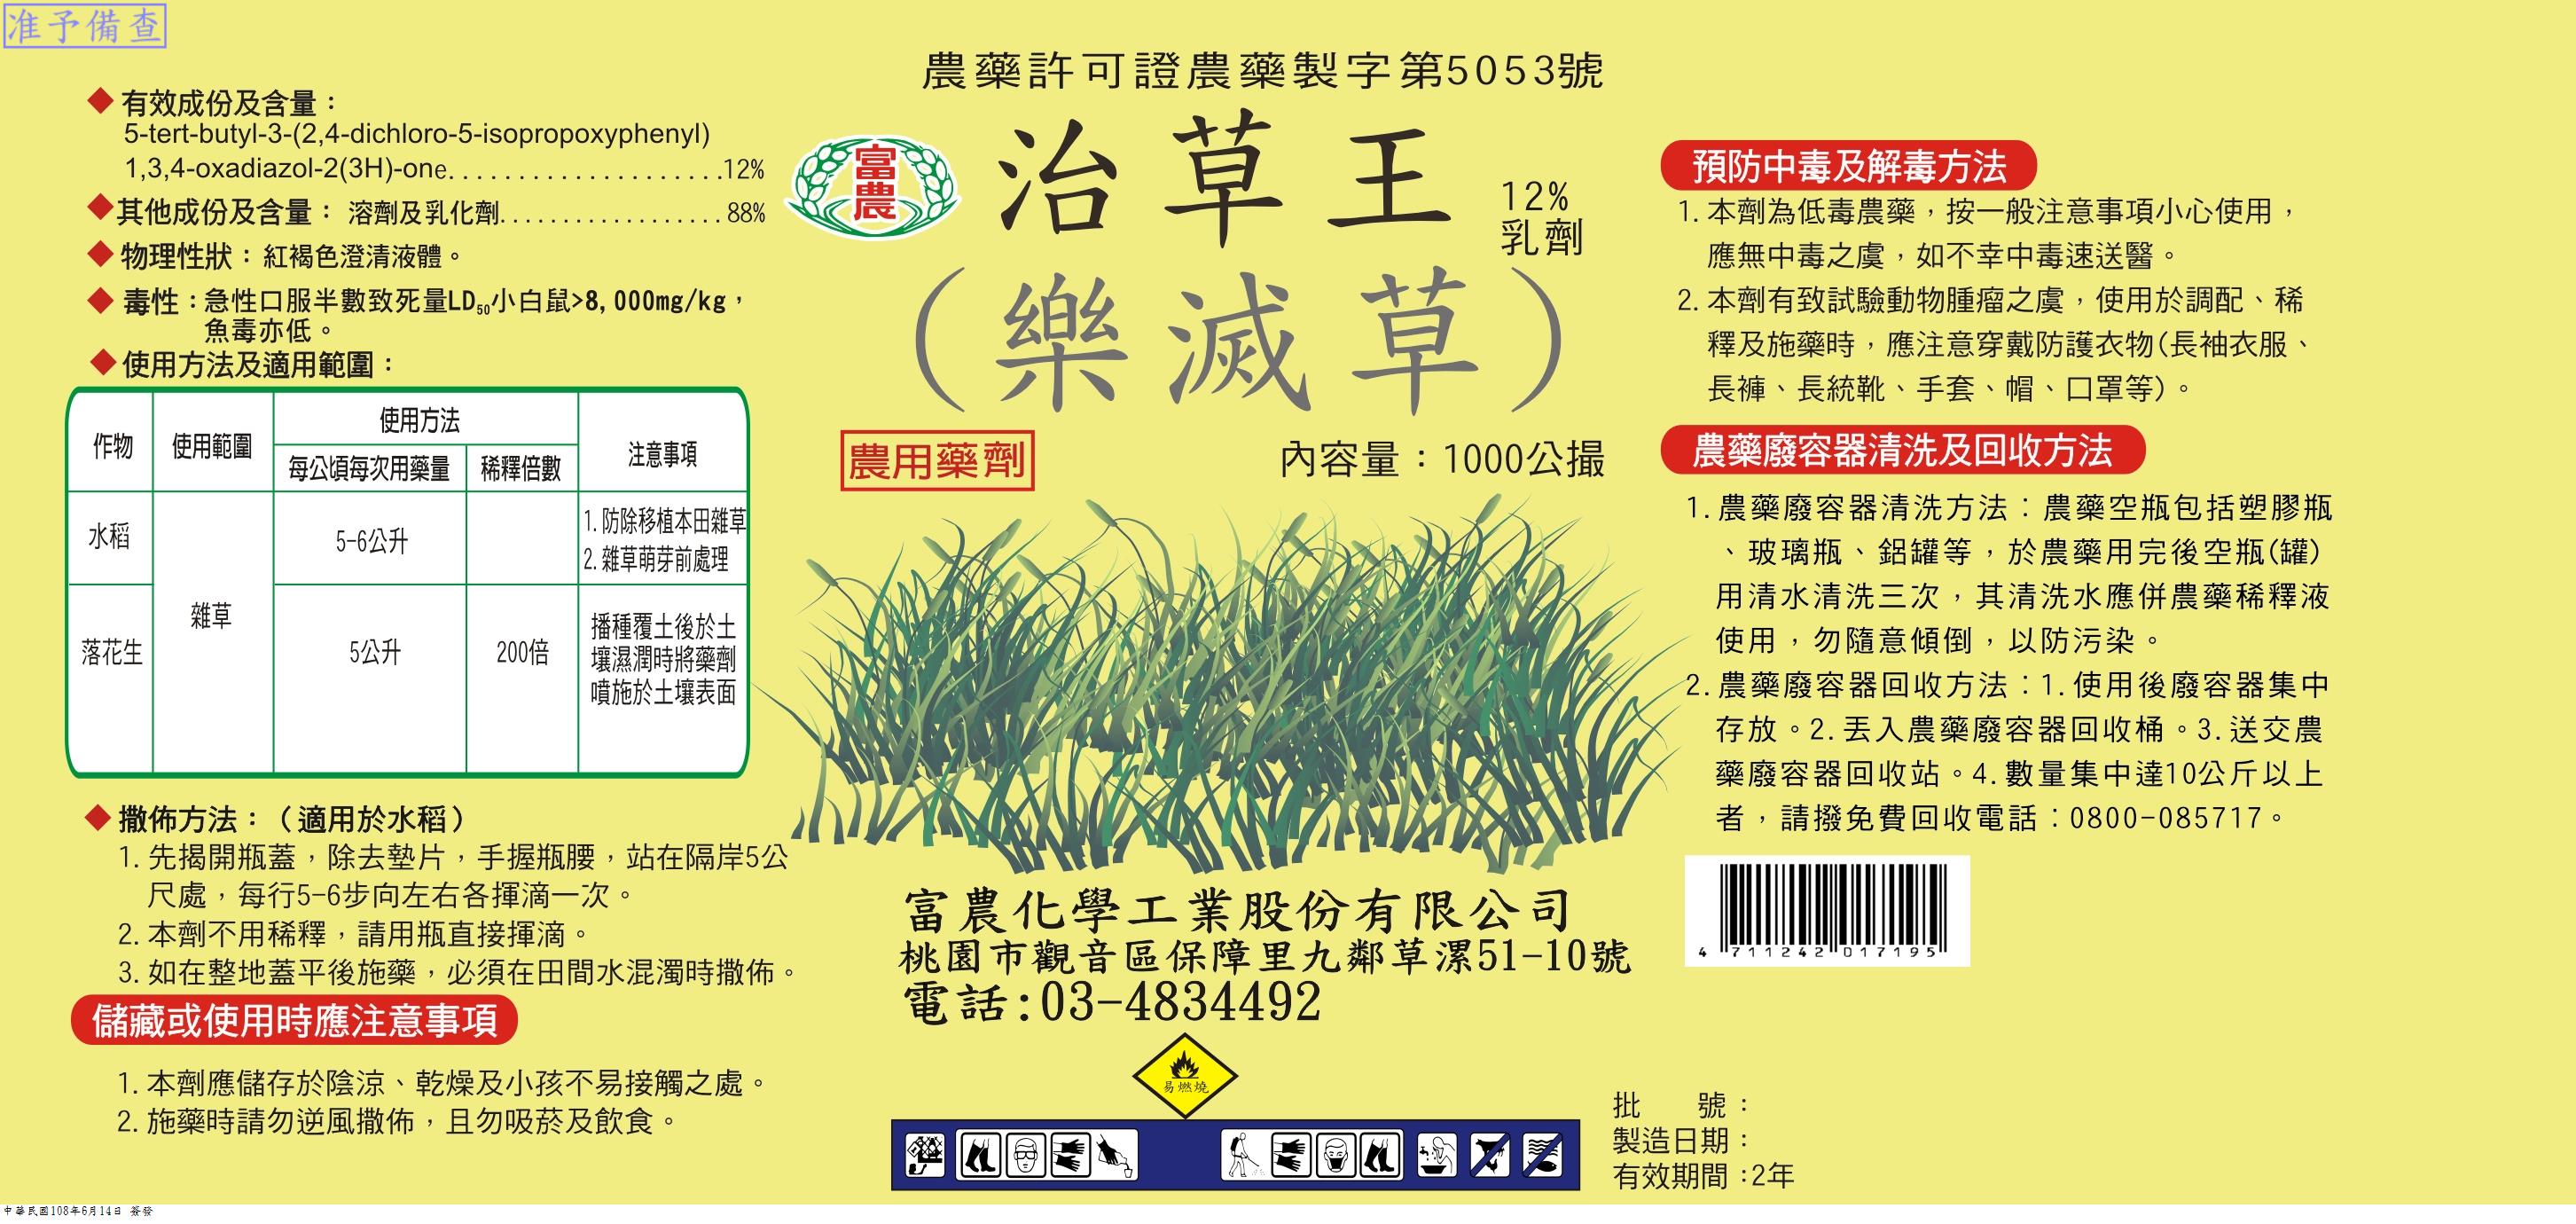 准予備查
◆有效成份及含量：
5-tert-butyl-3-(2,4-dichloro-5-isopropoxyphenyl)
1,3,4-oxadiazol-2(3H)-one....................12%
◆其他成份及含量： 溶劑及乳化劑................88%
◆物理性狀：紅褐色澄清液體。
◆毒性：急性口服半數致死量LD50小白鼠>8,000mg/kg，
魚毒亦低。
◆使用方法及適用範圍：
作物 使用範圍 使用方法 注意事項
每公頃每次用藥量 稀釋倍數
水稻 雜草 5-6公升
1.防除移植本田雜草
2.雜草萌芽前處理
落花生 5公升 200倍
播種覆土後於土
壤濕潤時將藥劑
噴施於土壤表面
◆撒佈方法：（適用於水稻）
1.先揭開瓶蓋，除去墊片，手握瓶腰，站在隔岸5公
尺處，每行5-6步向左右各揮滴一次。
2.本劑不用稀釋，請用瓶直接揮滴。
3.如在整地蓋平後施藥，必須在田間水混濁時撒佈。
儲藏或使用時應注意事項
1.本劑應儲存於陰涼、乾燥及小孩不易接觸之處。
2.施藥時請勿逆風撒佈，且勿吸菸及飲食。
農藥許可證農藥製字第5053號
富農
治草王
12%
乳劑
（樂滅草）
農用藥劑
內容量：1000公撮
富農化學工業股份有限公司
桃園市觀音區保障里九鄰草漯51-10號
電話:03-4834492
易燃燒
預防中毒及解毒方法
1.本劑為低毒農藥，按一般注意事項小心使用，
應無中毒之虞，如不幸中毒速送醫。
2.本劑有致試驗動物腫瘤之虞，使用於調配、稀
釋及施藥時，應注意穿戴防護衣物(長袖衣服、
長褲、長統靴、手套、帽、口罩等)。
農藥廢容器清洗及回收方法
1.農藥廢容器清洗方法：農藥空瓶包括塑膠瓶
、玻璃瓶、鋁罐等，於農藥用完後空瓶(罐)
用清水清洗三次，其清洗水應併農藥稀釋液
使用，勿隨意傾倒，以防污染。
2.農藥廢容器回收方法：1.使用後廢容器集中
存放。2.丟入農藥廢容器回收桶。3.送交農
藥廢容器回收站。4.數量集中達10公斤以上
者，請撥免費回收電話：0800-085717。
4 711242 017195
批 號：
製造日期：
有效期間：2年
中華民國108年6月14日 簽發